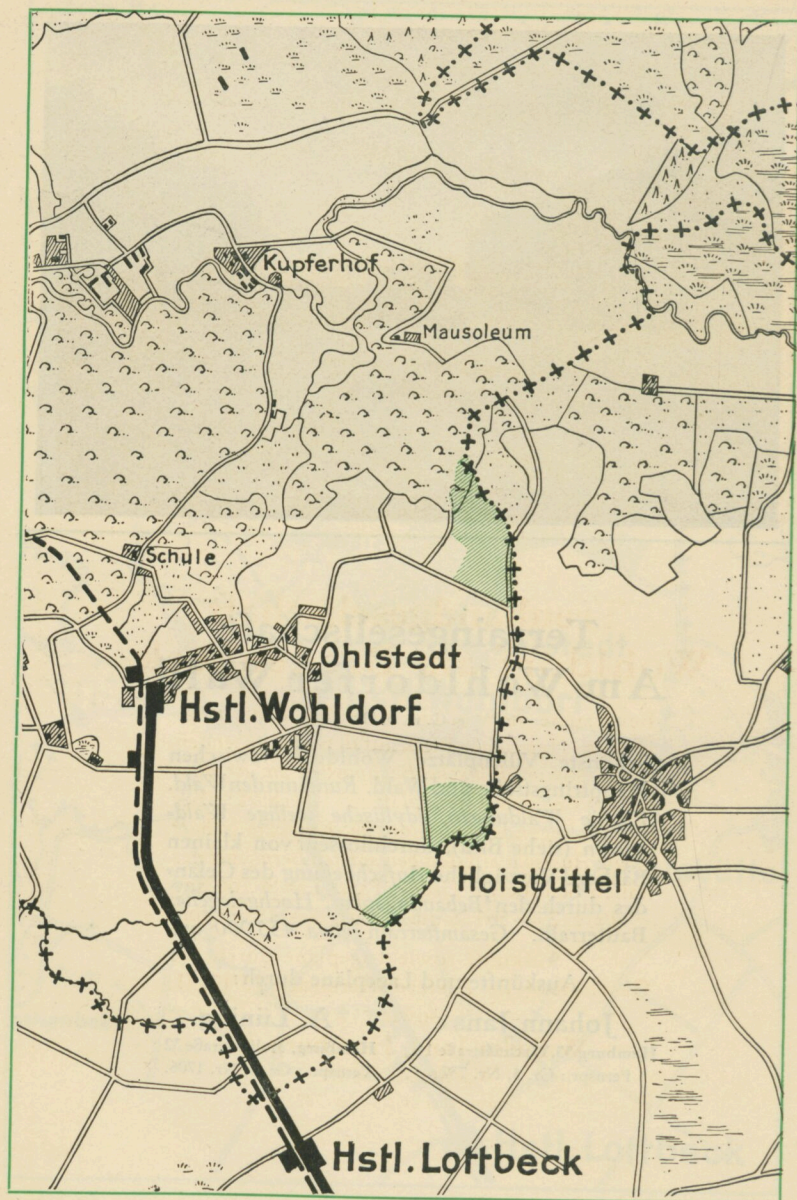 Kupferhof
Mausoleum
Schule
Ohlstedt
Hstl. Wohldorf
Hoisbüttel
Hstl. Lottbeck